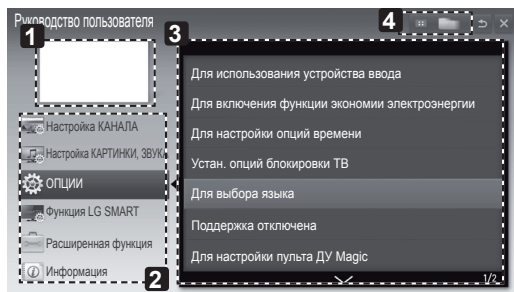 Руководство пользователя
1
3
4
Настройка КАНАЛА
Настройка КАРТИНКИ, ЗВУКА
ОПЦИИ
Функция LG SMART
Расширенная функция
Информация
2
Для использования устройства ввода
Для включения функции экономии электроэнергии
Для настройки опций времени
Устан. опций блокировки ТВ
Для выбора языка
Поддержка отключена
Для настройки пульта ДУ Magic
1/2